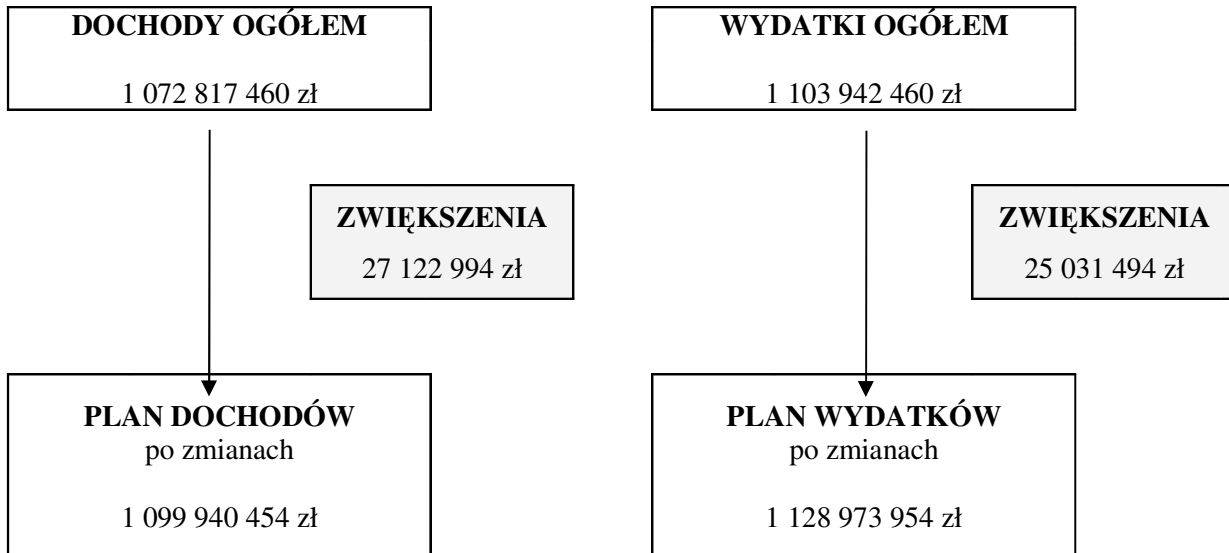 DOCHODY OGÓŁEM
1 072 817 460 zł
WYDATKI OGÓŁEM
1 103 942 460 zł
ZWIĘKSZENIA
27 122 994 zł
ZWIĘKSZENIA
25 031 494 zł
PLAN DOCHODÓW
po zmianach
1 099 940 454 zł
PLAN WYDATKÓW
po zmianach
1 128 973 954 zł